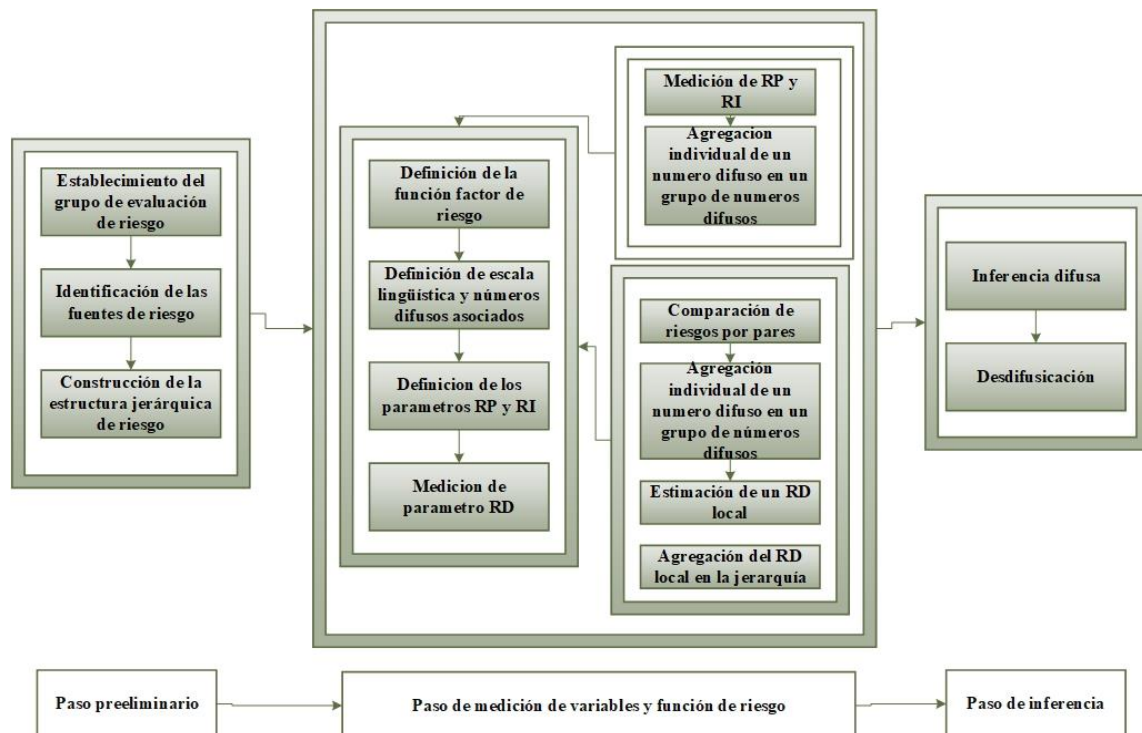 Establecimiento del
grupo de evaluación
de riesgo
Identificación de las
fuentes de riesgo
Construcción de la
estructura jerárquica
de riesgo
Definición de la
función factor de
riesgo
Definición de escala
lingüística y números
difusos asociados
Definicion de los
parametros RP y RI
Medicion de
parametro RD
Medición de RP y
RI
Agregacion
individual de un
numero difuso en un
grupo de numeros
difusos
Comparación de
riesgos por pares
Agregación
individual de un
numero difuso en un
grupo de números
difusos
Estimación de un RD
local
Agregación del RD
local en la jerarquía
Inferencia difusa
Desdifusicación
Paso preeliminario
Paso de medición de variables y función de riesgo
Paso de inferencia